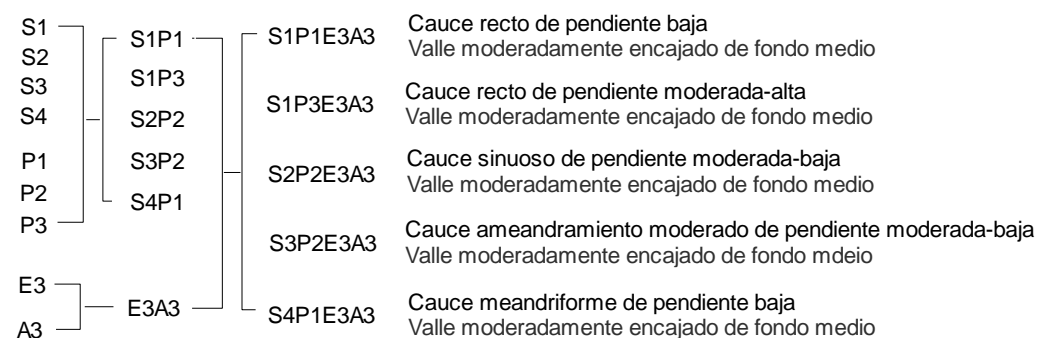 S1
S2
S3
S4
P1
P2
P3
E3
A3
S1P1
S1P3
S2P2
S3P2
S4P1
E3A3
S1P1E3A3
Cauce recto de pendiente baja
Valle moderadamente encajado de fondo medio
S1P3E3A3
Cauce recto de pendiente moderada-alta
Valle moderadamente encajado de fondo medio
S2P2E3A3
Cauce sinuoso de pendiente moderada-baja
Valle moderadamente encajado de fondo medio
S3P2E3A3
Cauce ameandramiento moderado de pendiente moderada-baja
Valle moderadamente encajado de fondo mdeio
S4P1E3A3
Cauce meandriforme de pendiente baja
Valle moderadamente encajado de fondo medio